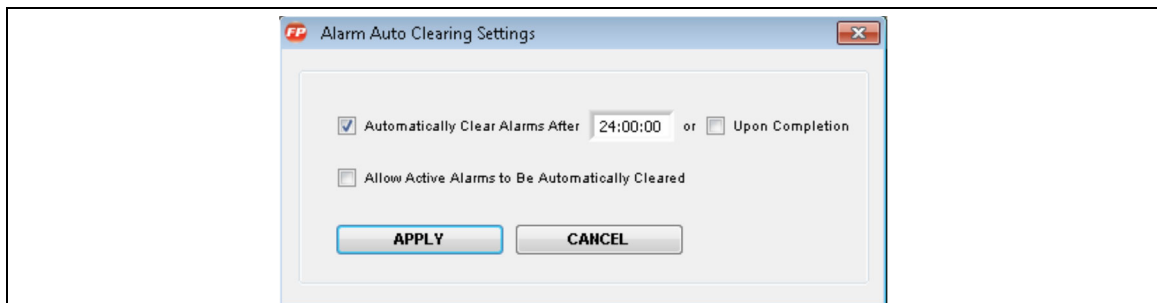 FP Alarm Auto Clearing Settings
Automatically Clear Alarms After 24:00:00 or Upon Completion
Allow Active Alarms to Be Automatically Cleared
APPLY CANCEL